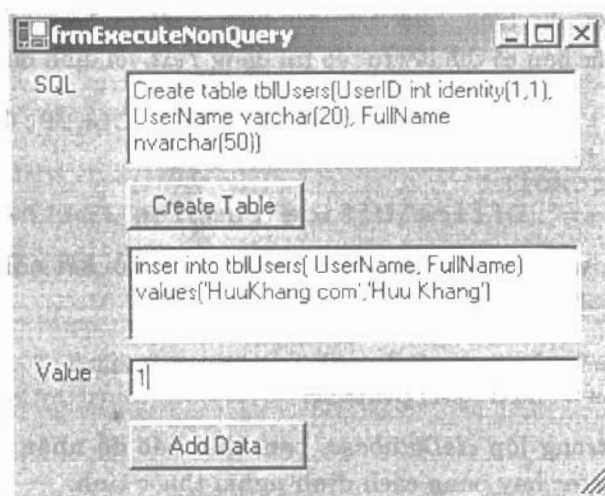 frmExecuteNonQuery
SQL
Create table tblUsers(UserID int identity(1,1),
UserName varchar(20), FullName
nvarchar(50))
Create Table
inser into tblUsers( UserName, FullName)
values('HuuKhang com','Huu Khang')
Value
1
Add Data